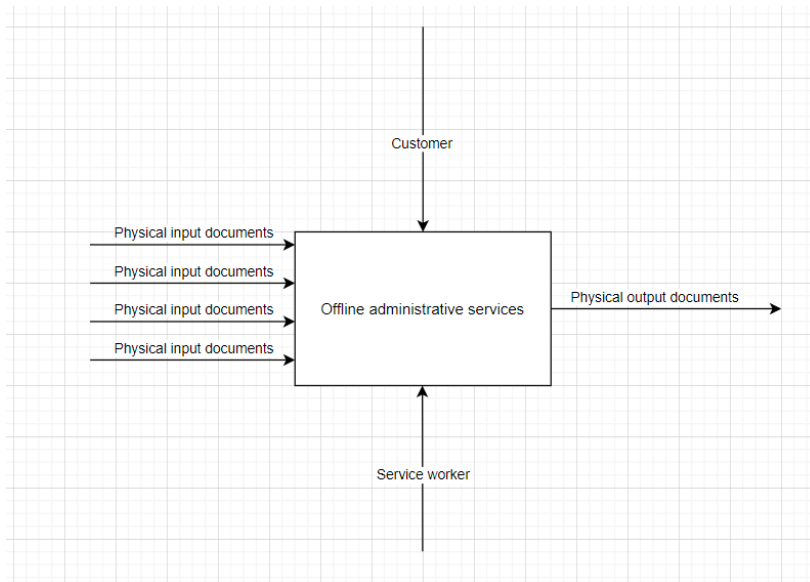 Customer
Physical input documents
Physical input documents
Physical input documents
Physical input documents
Offline administrative services
Physical output documents
Service worker